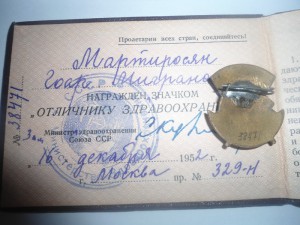 Пролетарии всех стран, соединяйтесь!
Мартиросян
НАГРАЖДЕН ЗНАЧКОМ
„ОТЛИЧНИКУ ЗДРАВООХРАН
Министр здравоохранения
Союза ССР
№ 38471
16 декабря 1952 г.
г. Москва пр. № 329-н